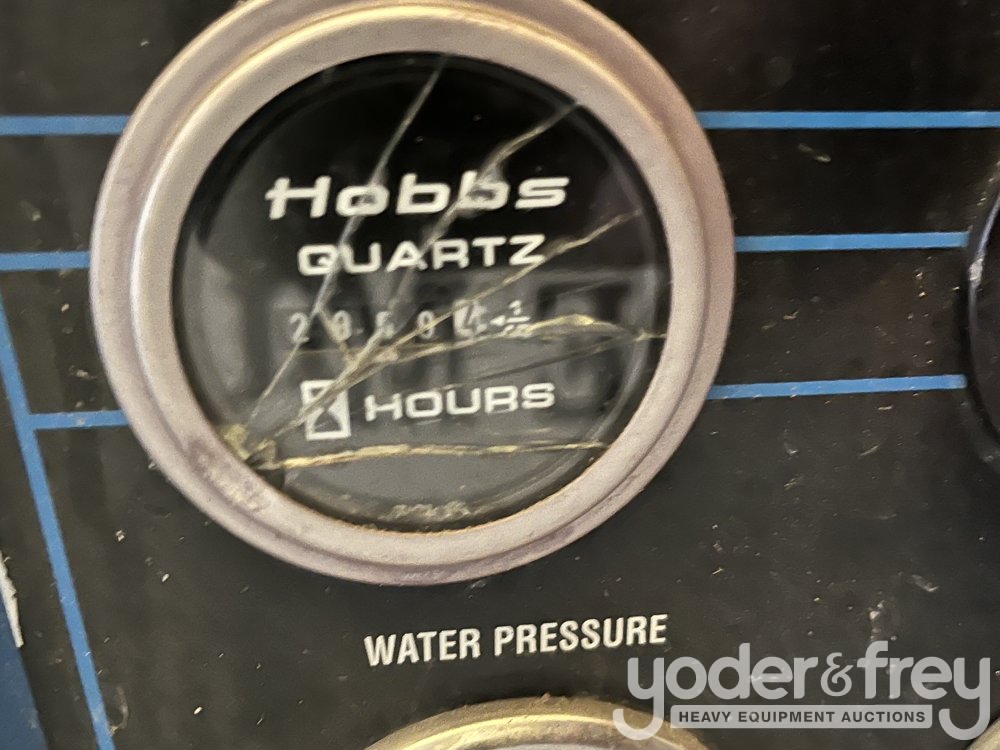 Hobbs
QUARTZ
HOURS
WATER PRESSURE
yoder&frey
HEAVY EQUIPMENT AUCTIONS